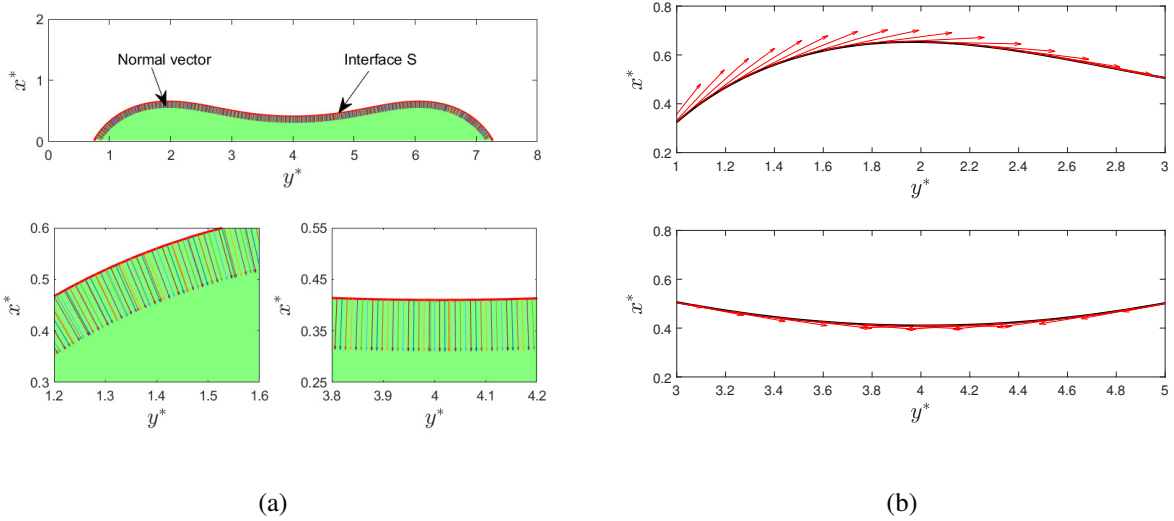 2
1
0
x*
Normal vector
Interface S
0 1 2 3 4 5 6 7 8
y*
0.6
0.5
0.4
0.3
x*
1.2 1.3 1.4 1.5 1.6
y*
0.55
0.45
0.35
0.25
x*
3.8 3.9 4 4.1 4.2
y*
(a)
0.8
0.6
0.4
0.2
x*
1 1.2 1.4 1.6 1.8 2 2.2 2.4 2.6 2.8 3
y*
0.8
0.6
0.4
0.2
x*
3 3.2 3.4 3.6 3.8 4 4.2 4.4 4.6 4.8 5
y*
(b)